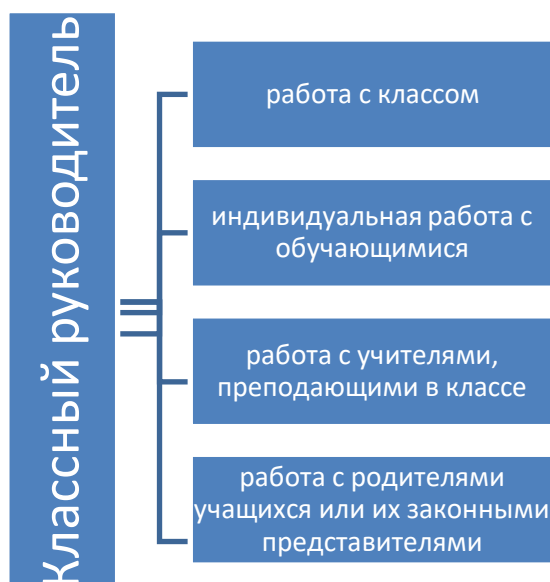 Классный руководитель
работа с классом
индивидуальная работа с
обучающимися
работа с учителями,
преподающими в классе
работа с родителями
учащихся или их законными
представителями